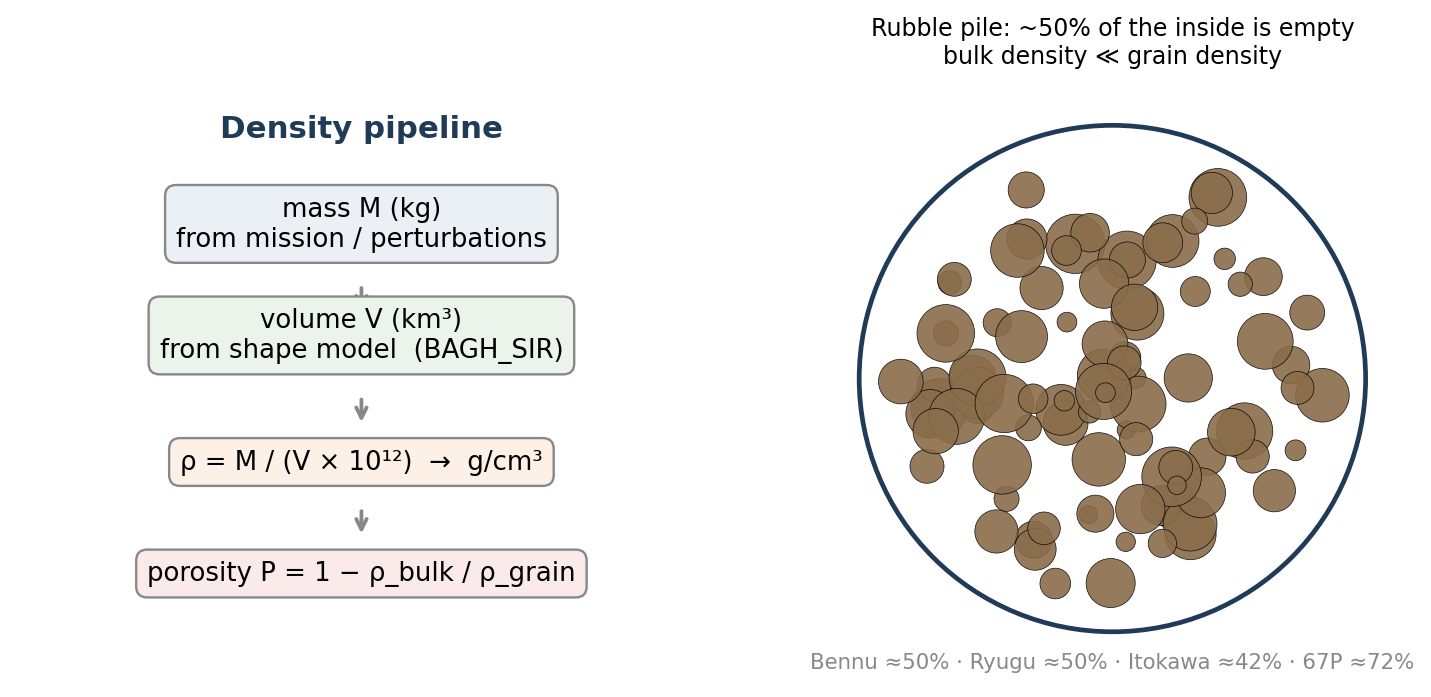 Density pipeline
mass M (kg)
from mission / perturbations
volume V (km³)
from shape model  (BAGH_SIR)
ρ = M / (V × 10¹²)  →  g/cm³
porosity P = 1 − ρ_bulk / ρ_grain
Rubble pile: ~50% of the inside is empty
bulk density ≪ grain density
Bennu ≈50% · Ryugu ≈50% · Itokawa ≈42% · 67P ≈72%